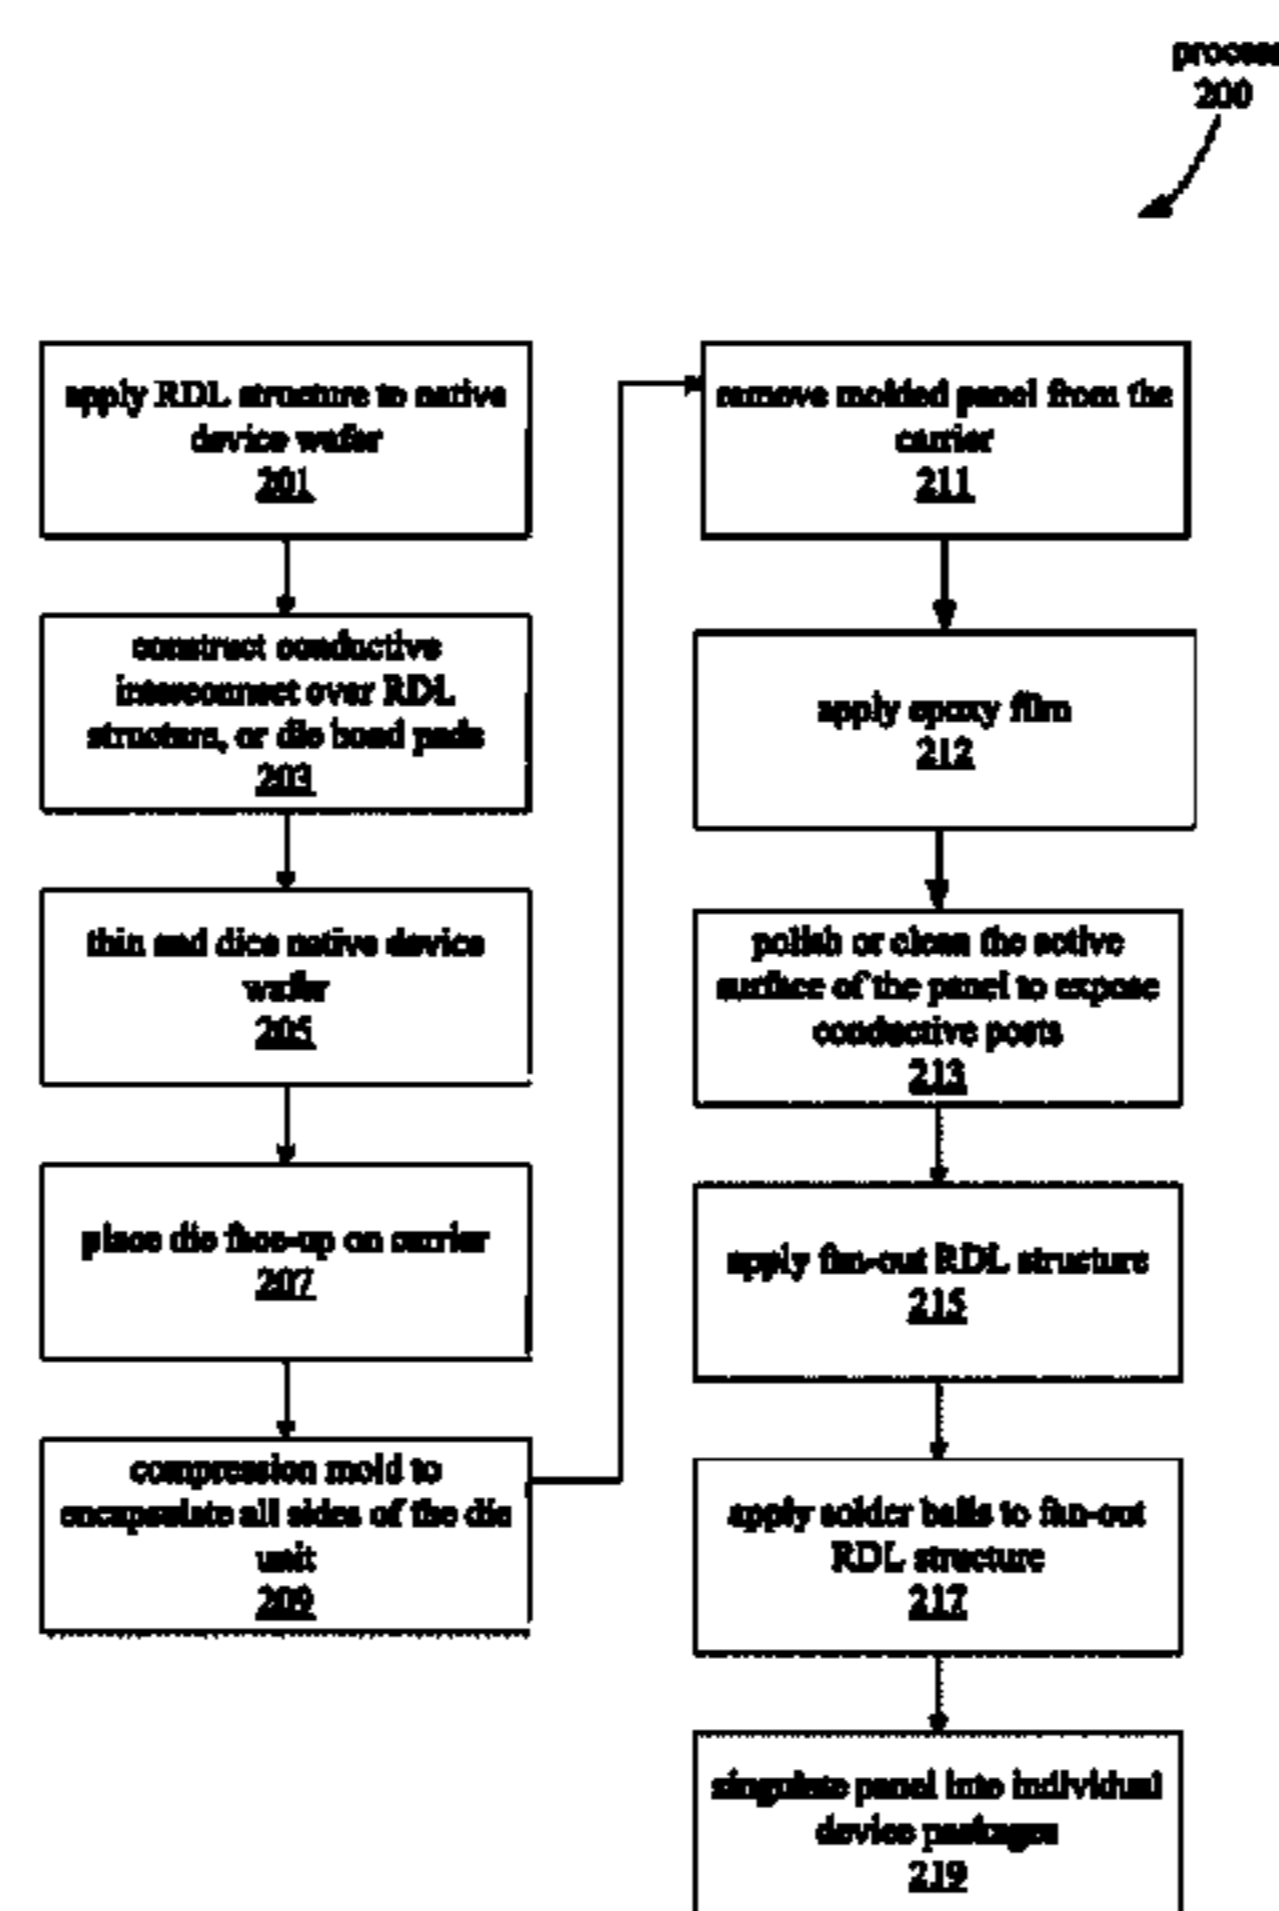 process
200
apply RDL structure to native
device wafer
201
construct conductive
interconnect over RDL
structure, or die bond pads
203
thin and dice native device
wafer
205
place die face-up on carrier
207
compression mold to
encapsulate all sides of the die
unit
209
remove molded panel from the
carrier
211
apply epoxy film
212
polish or clean the active
surface of the panel to expose
conductive posts
213
apply fan-out RDL structure
215
apply solder balls to fan-out
RDL structure
217
singulate panel into individual
device packages
219